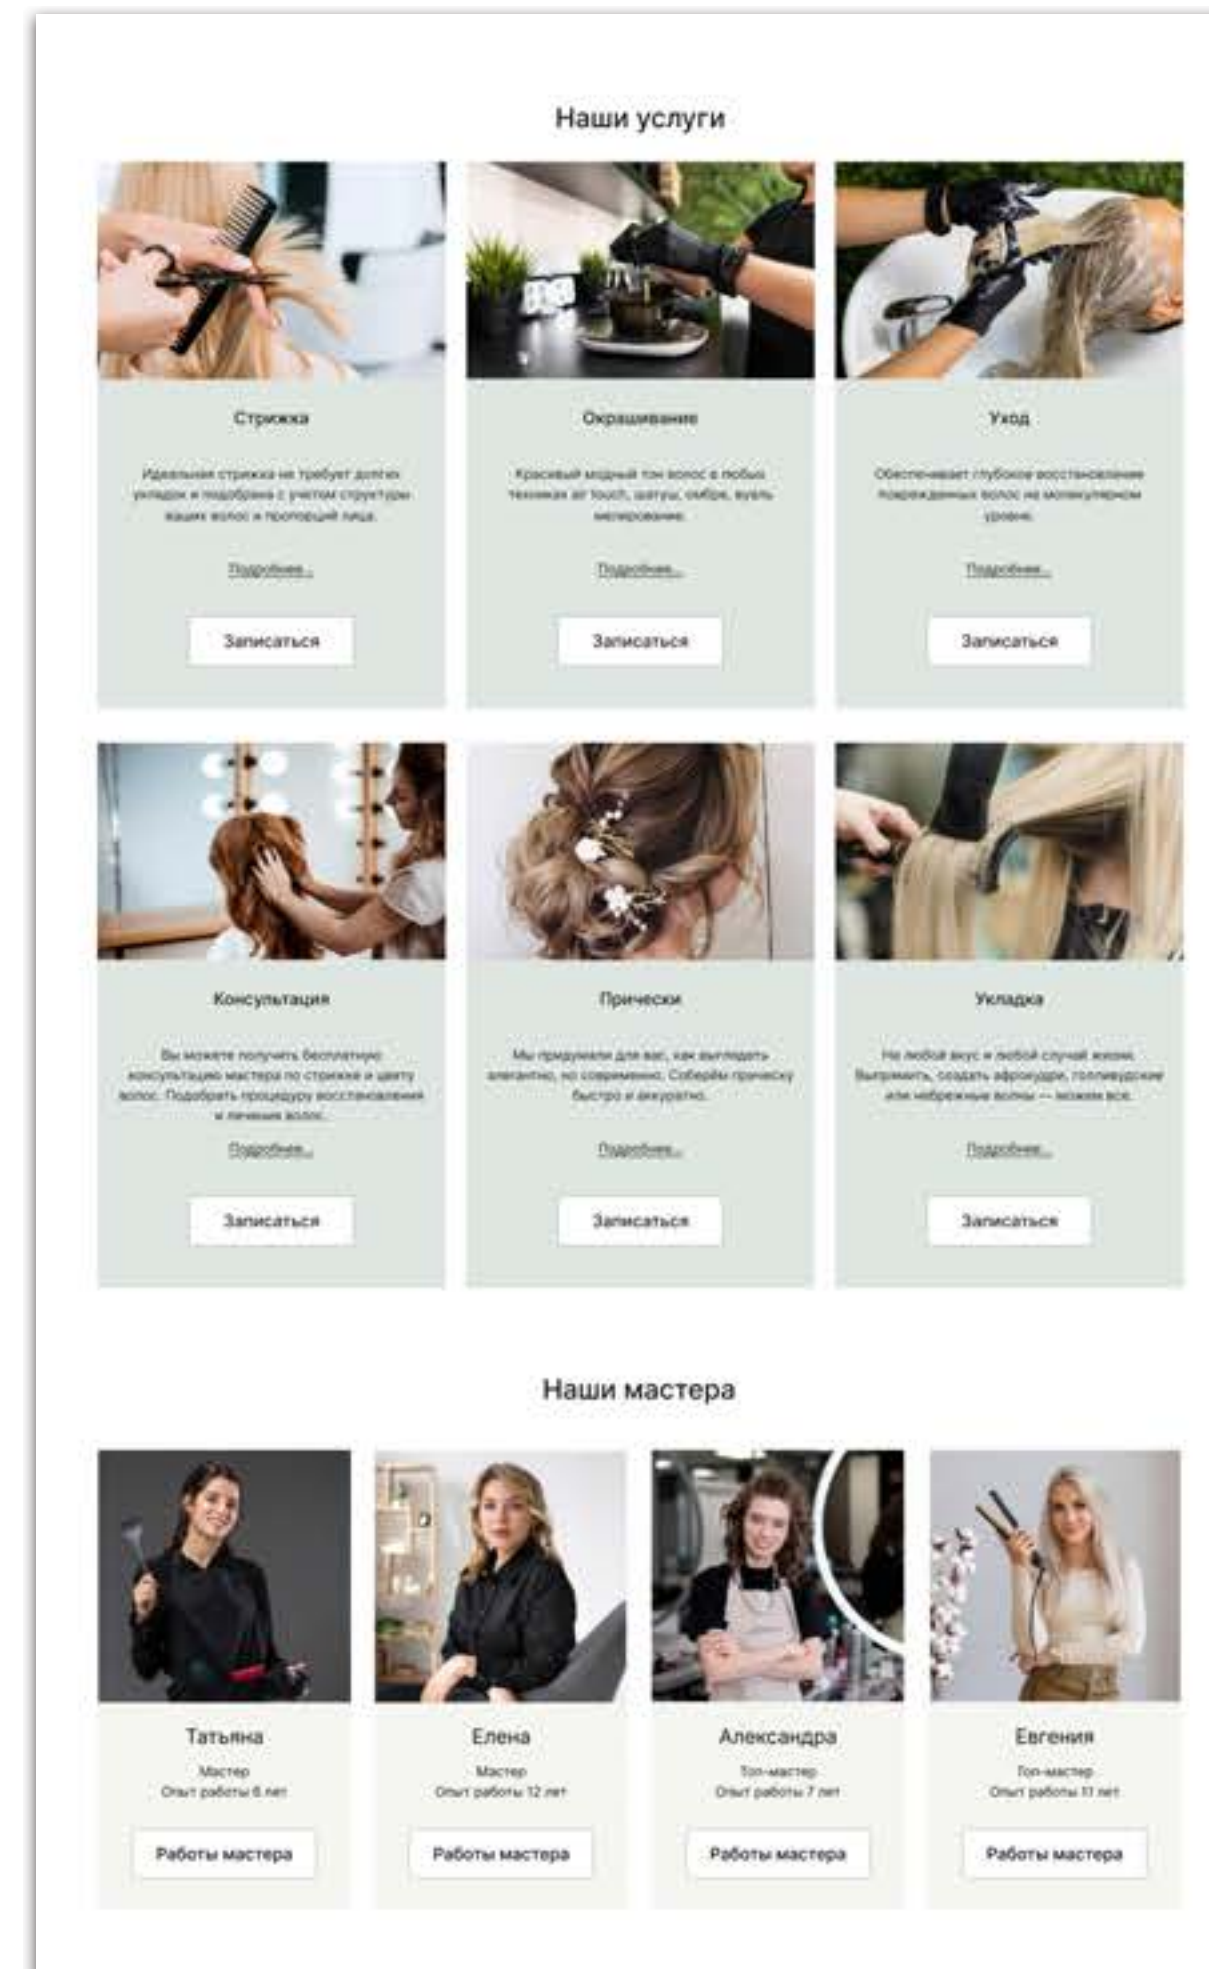 Наши услуги
Стрижка
Идеальная стрижка не требует долгих
укладок и подобрана с учетом структуры
ваших волос и пропорций лица.
Подробнее...
Записаться
Окрашивание
Красивый модный тон волос в любых
техниках air touch, шатуш, омбре, вуаль
мелирование.
Подробнее...
Записаться
Уход
Обеспечивает глубокое восстановление
поврежденных волос на молекулярном
уровне.
Подробнее...
Записаться
Консультация
Вы можете получить бесплатную
консультацию мастера по стрижке и цвету
волос. Подобрать процедуру восстановления
и лечения волос.
Подробнее...
Записаться
Прически
Мы придумали для вас, как выглядеть
элегантно, но современно. Соберём прическу
быстро и аккуратно.
Подробнее...
Записаться
Укладка
На любой вкус и любой случай жизни.
Выпрямить, создать афрокудри, голливудские
или небрежные волны — можем все.
Подробнее...
Записаться
Наши мастера
Татьяна
Мастер
Опыт работы 6 лет
Работы мастера
Елена
Мастер
Опыт работы 12 лет
Работы мастера
Александра
Топ-мастер
Опыт работы 7 лет
Работы мастера
Евгения
Топ-мастер
Опыт работы 11 лет
Работы мастера